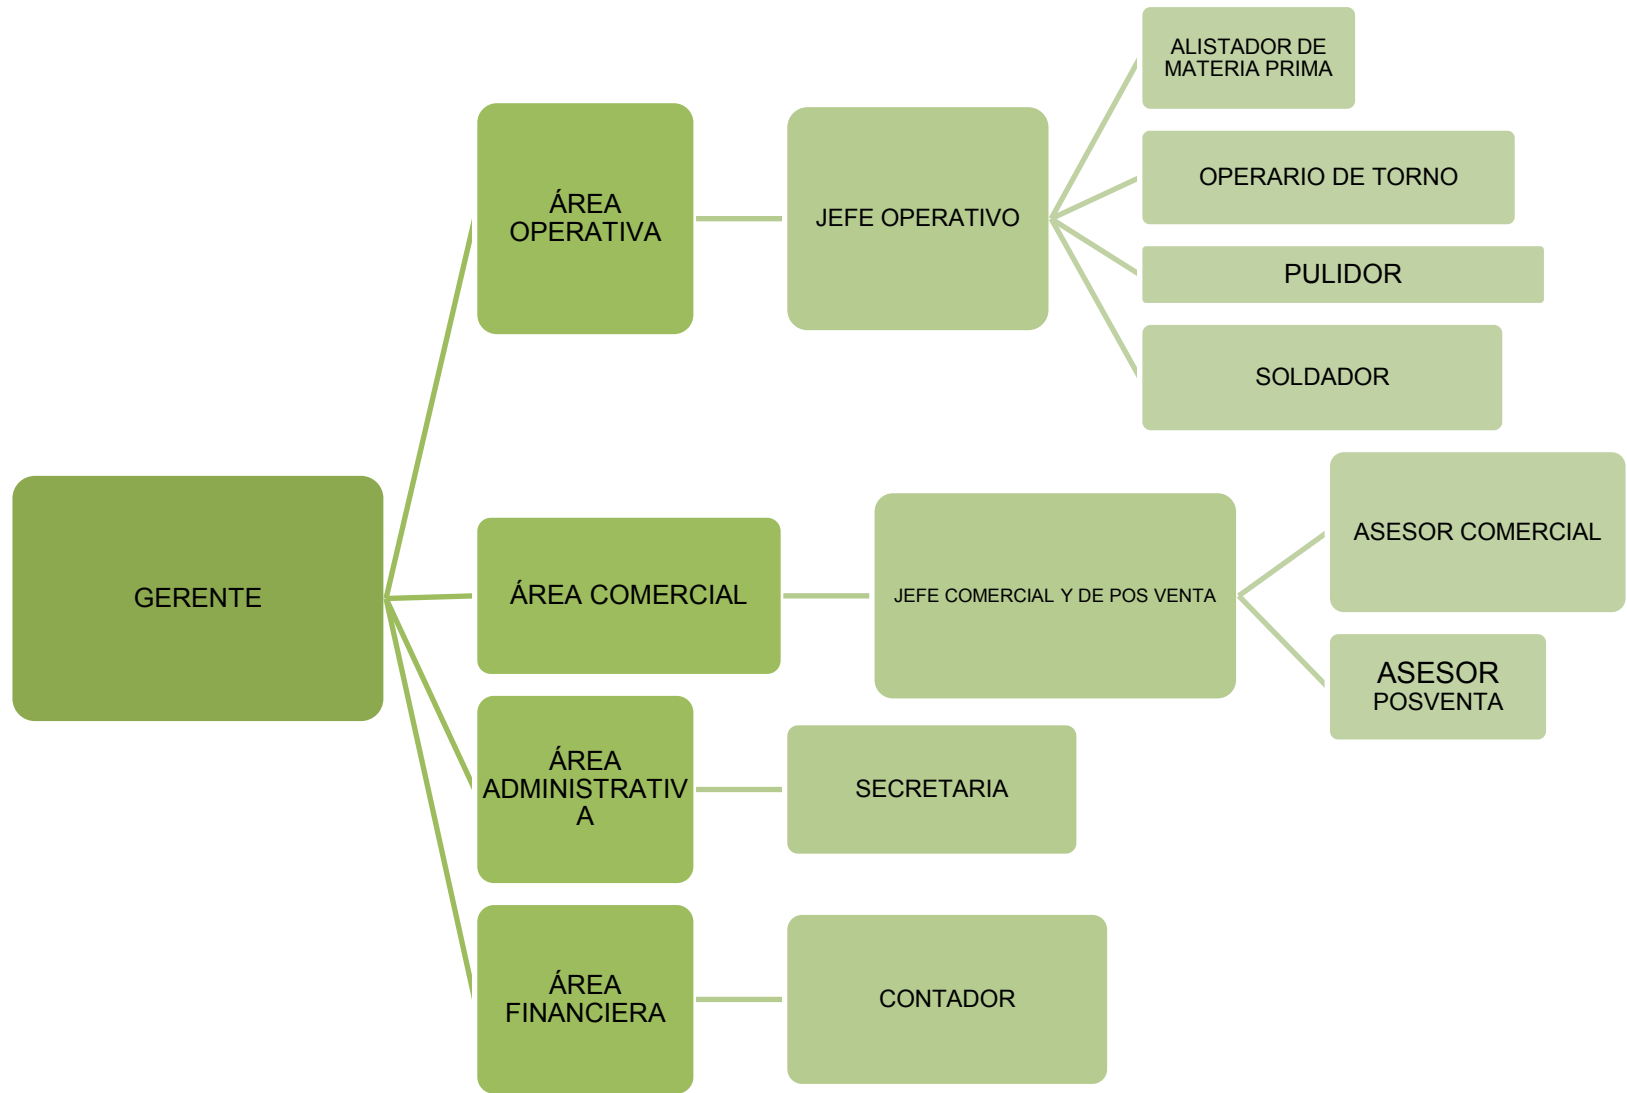 GERENTE
ÁREA
OPERATIVA
JEFE OPERATIVO
ALISTADOR DE
MATERIA PRIMA
OPERARIO DE TORNO
PULIDOR
SOLDADOR
ÁREA COMERCIAL
JEFE COMERCIAL Y DE POS VENTA
ASESOR COMERCIAL
ASESOR
POSVENTA
ÁREA
ADMINISTRATIV
A
SECRETARIA
ÁREA
FINANCIERA
CONTADOR